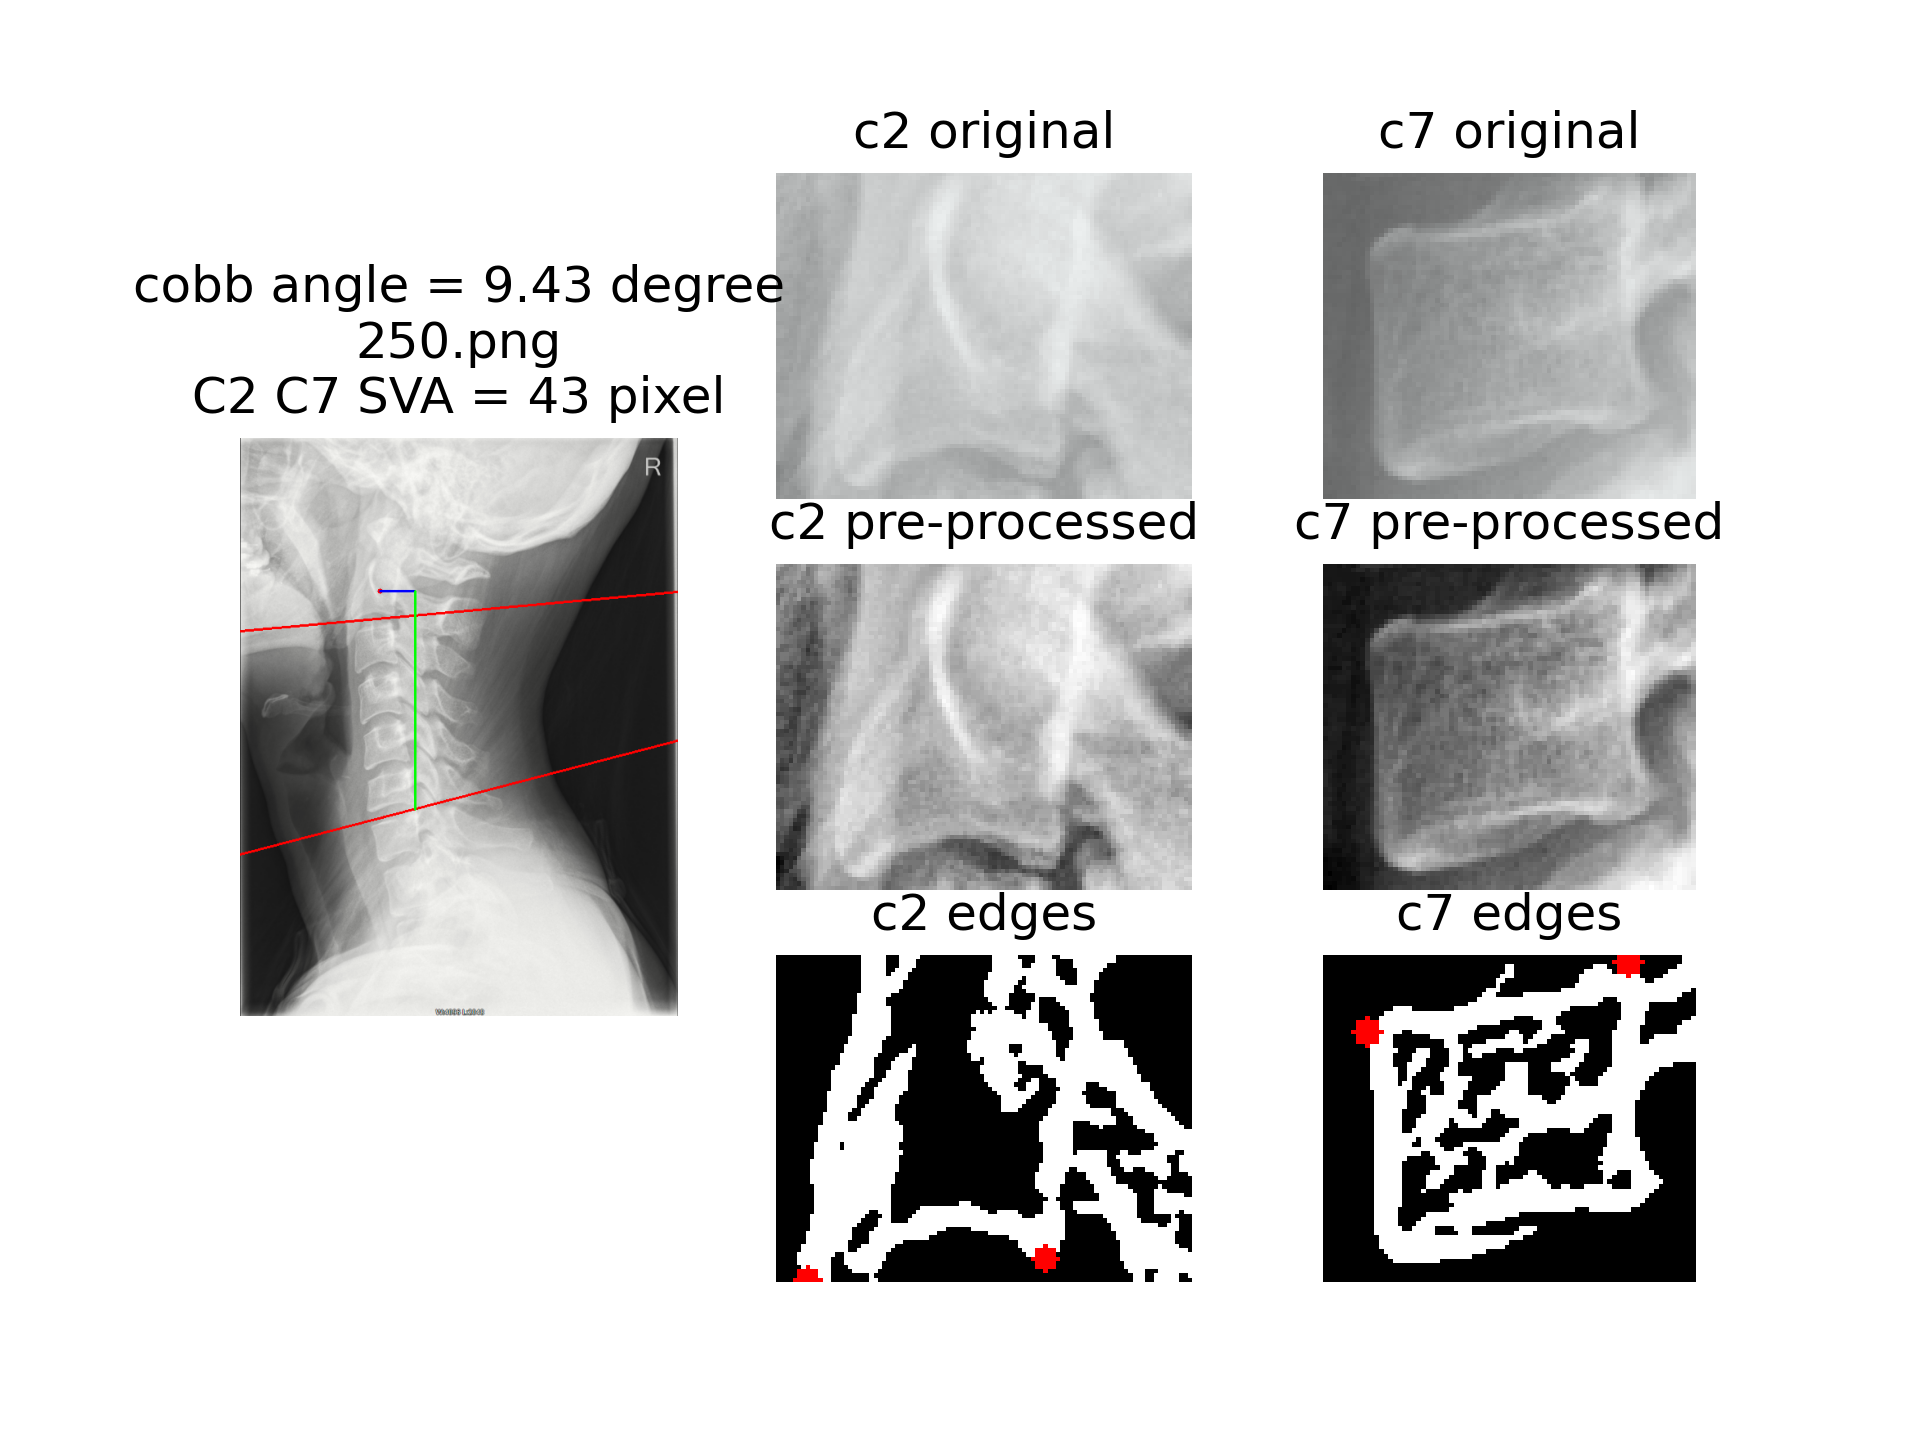 cobb angle = 9.43 degree
250.png
C2 C7 SVA = 43 pixel
R
c2 original
c7 original
c2 pre-processed
c7 pre-processed
c2 edges
c7 edges